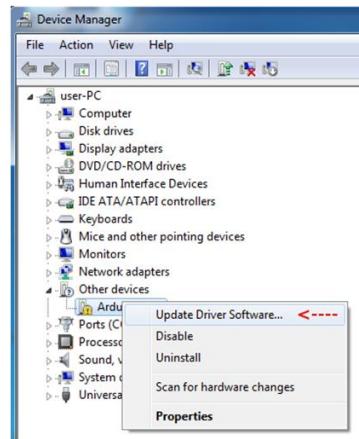 Device Manager
File Action View Help
user-PC
Computer
Disk drives
Display adapters
DVD/CD-ROM drives
Human Interface Devices
IDE ATA/ATAPI controllers
Keyboards
Mice and other pointing devices
Monitors
Network adapters
Other devices
Ardu
Ports (CO
Processo
Sound, v
System d
Universa
Update Driver Software...
Disable
Uninstall
Scan for hardware changes
Properties